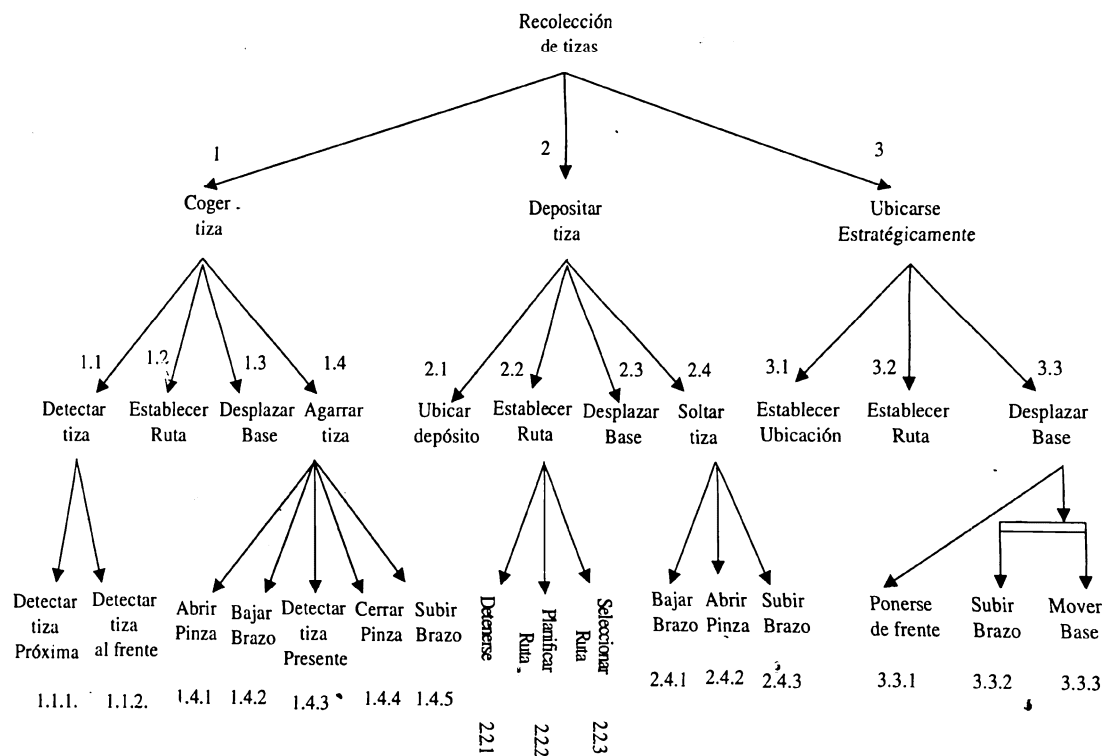 Recolección
de tizas
1
2
3
Coger
tiza
Depositar
tiza
Ubicarse
Estratégicamente
1.1
1.2
1.3
1.4
2.1
2.2
2.3
2.4
3.1
3.2
3.3
Detectar
tiza
Establecer
Ruta
Desplazar
Base
Agarrar
tiza
Ubicar
depósito
Establecer
Ruta
Desplazar
Base
Soltar
tiza
Establecer
Ubicación
Establecer
Ruta
Desplazar
Base
Detectar
tiza
Próxima
Detectar
tiza
al frente
Abrir
Pinza
Bajar
Brazo
Detectar
tiza
Presente
Cerrar
Pinza
Subir
Brazo
Detenerse
Planificar
Ruta
Seleccionar
Ruta
Bajar
Brazo
Abrir
Pinza
Subir
Brazo
Ponerse
de frente
Subir
Brazo
Mover
Base
1.1.1.
1.1.2.
1.4.1
1.4.2
1.4.3
1.4.4
1.4.5
2.2.1
2.2.2
2.2.3
2.4.1
2.4.2
2.4.3
3.3.1
3.3.2
3.3.3